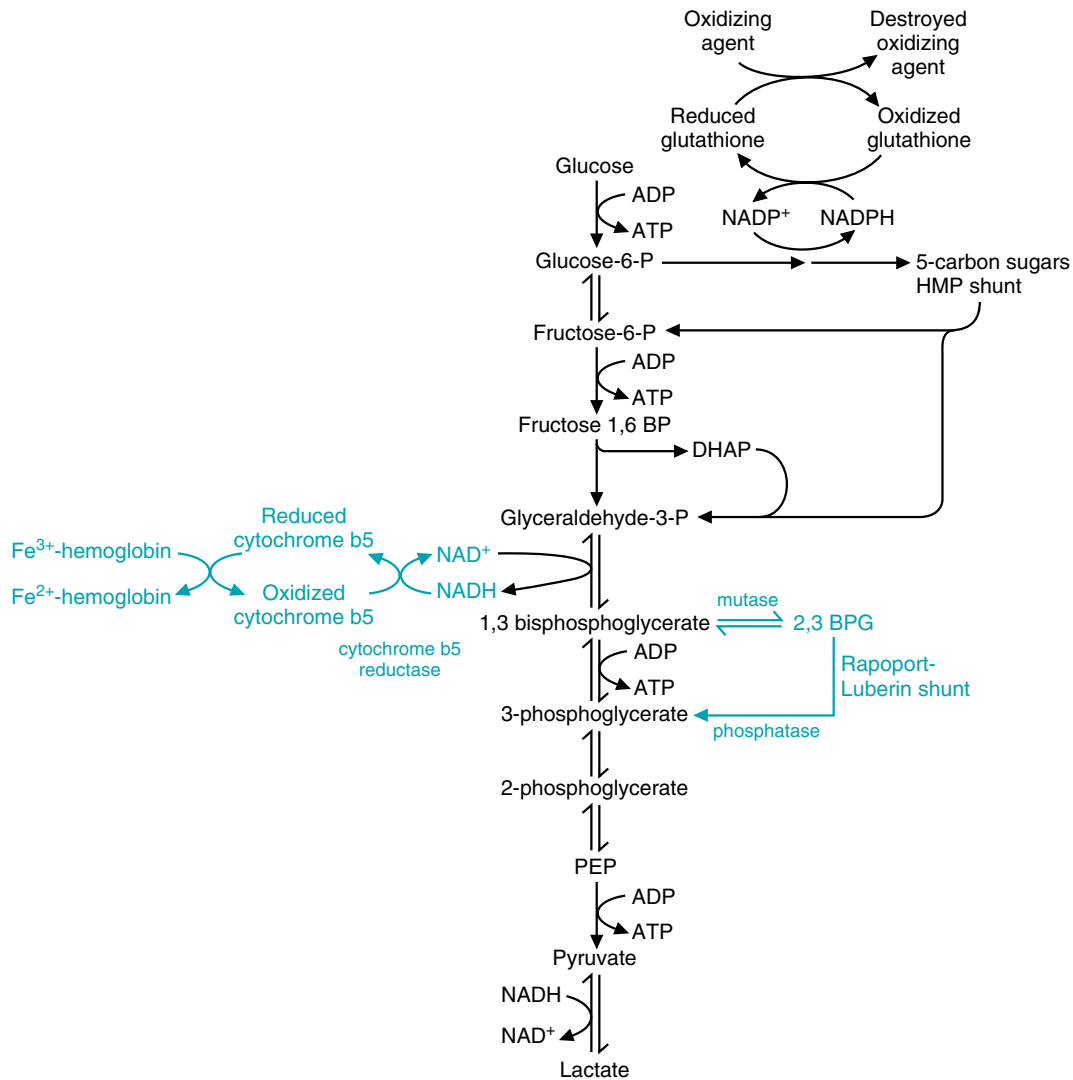 Oxidizing
agent
Destroyed
oxidizing
agent
Reduced
glutathione
Oxidized
glutathione
Glucose
ADP
ATP
NADP+
NADPH
Glucose-6-P
5-carbon sugars
HMP shunt
Fructose-6-P
ADP
ATP
Fructose 1,6 BP
DHAP
Glyceraldehyde-3-P
Reduced
cytochrome b5
Fe3+-hemoglobin
NAD+
Fe2+-hemoglobin
Oxidized
cytochrome b5
NADH
cytochrome b5
reductase
1,3 bisphosphoglycerate
mutase
2,3 BPG
ADP
ATP
Rapoport-
Luberin shunt
3-phosphoglycerate
phosphatase
2-phosphoglycerate
PEP
ADP
ATP
Pyruvate
NADH
NAD+
Lactate